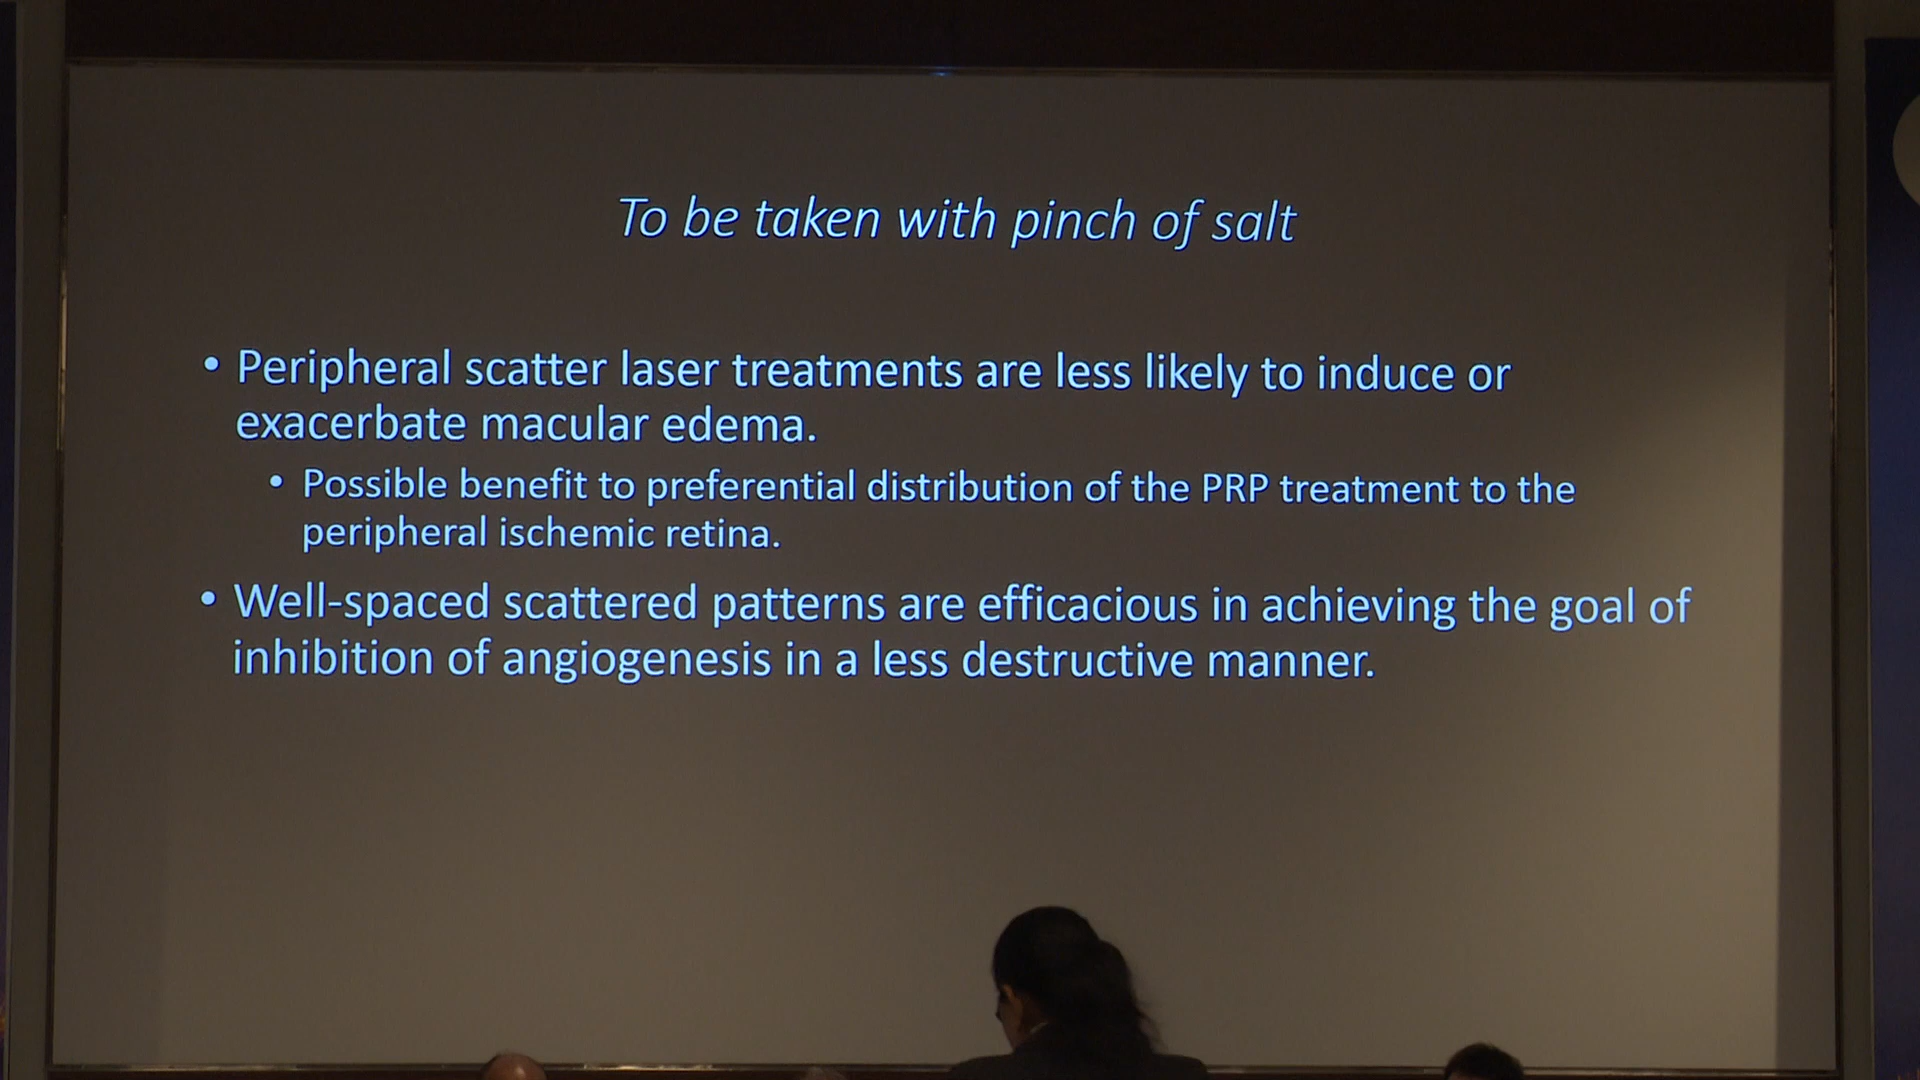 To be taken with pinch of salt
• Peripheral scatter laser treatments are less likely to induce or
exacerbate macular edema.
• Possible benefit to preferential distribution of the PRP treatment to the
peripheral ischemic retina.
• Well-spaced scattered patterns are efficacious in achieving the goal of
inhibition of angiogenesis in a less destructive manner.